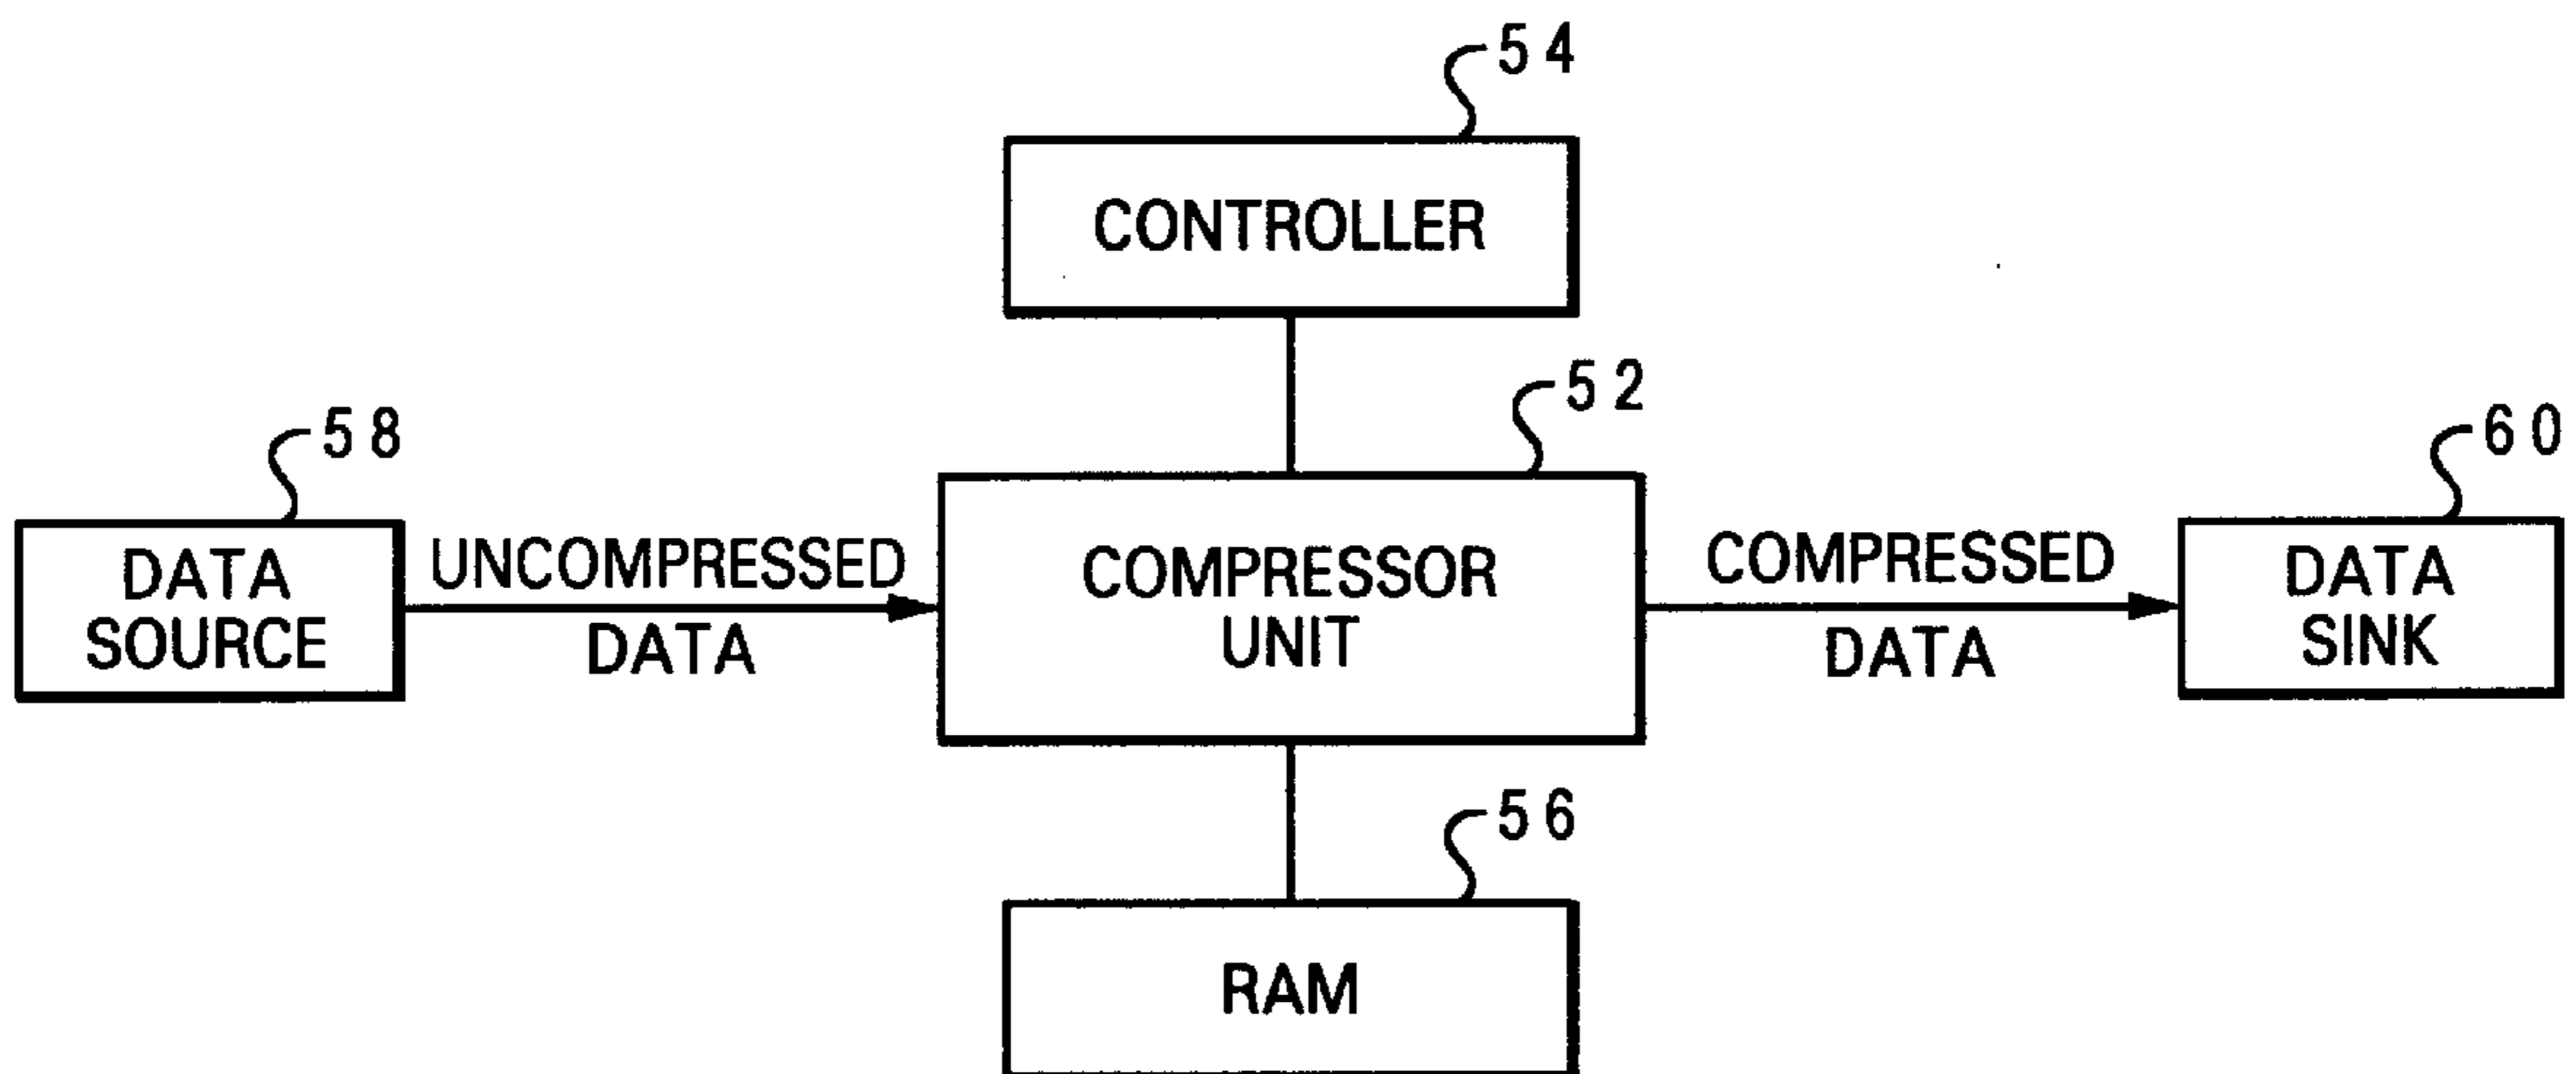 54
CONTROLLER
52
58
60
DATA
SOURCE
UNCOMPRESSED
DATA
COMPRESSOR
UNIT
COMPRESSED
DATA
DATA
SINK
56
RAM